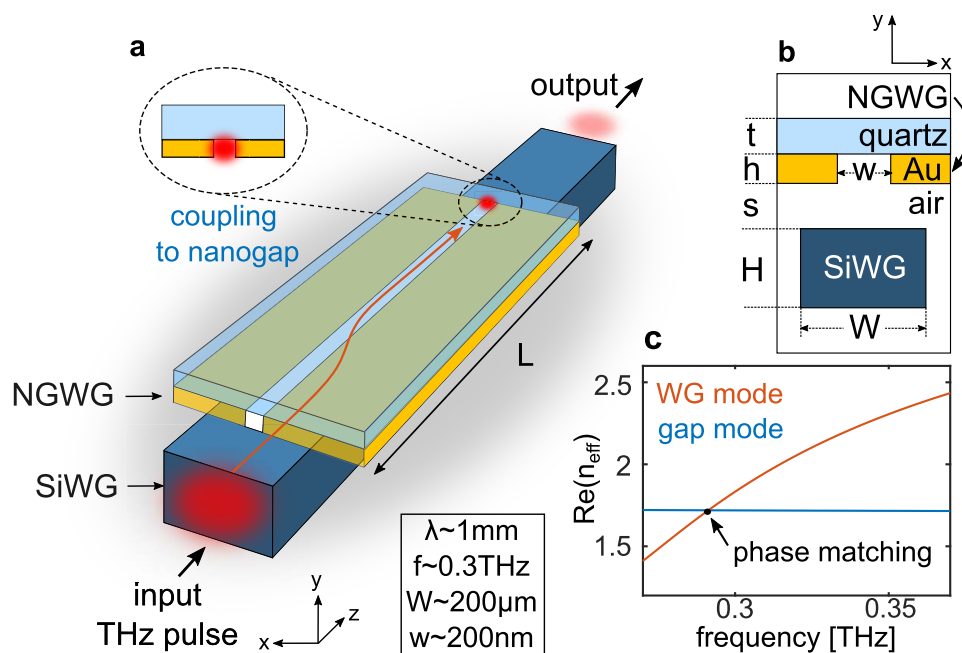 a
output
coupling
to nanogap
L
NGWG
SiWG
input
THz pulse
y
z
x
λ~1mm
f~0.3THz
W~200µm
w~200nm
b
y
x
NGWG
t
quartz
h
w
Au
s
air
H
SiWG
W
c
2.5
2
1.5
Re(n_eff)
WG mode
gap mode
phase matching
0.3
0.35
frequency [THz]